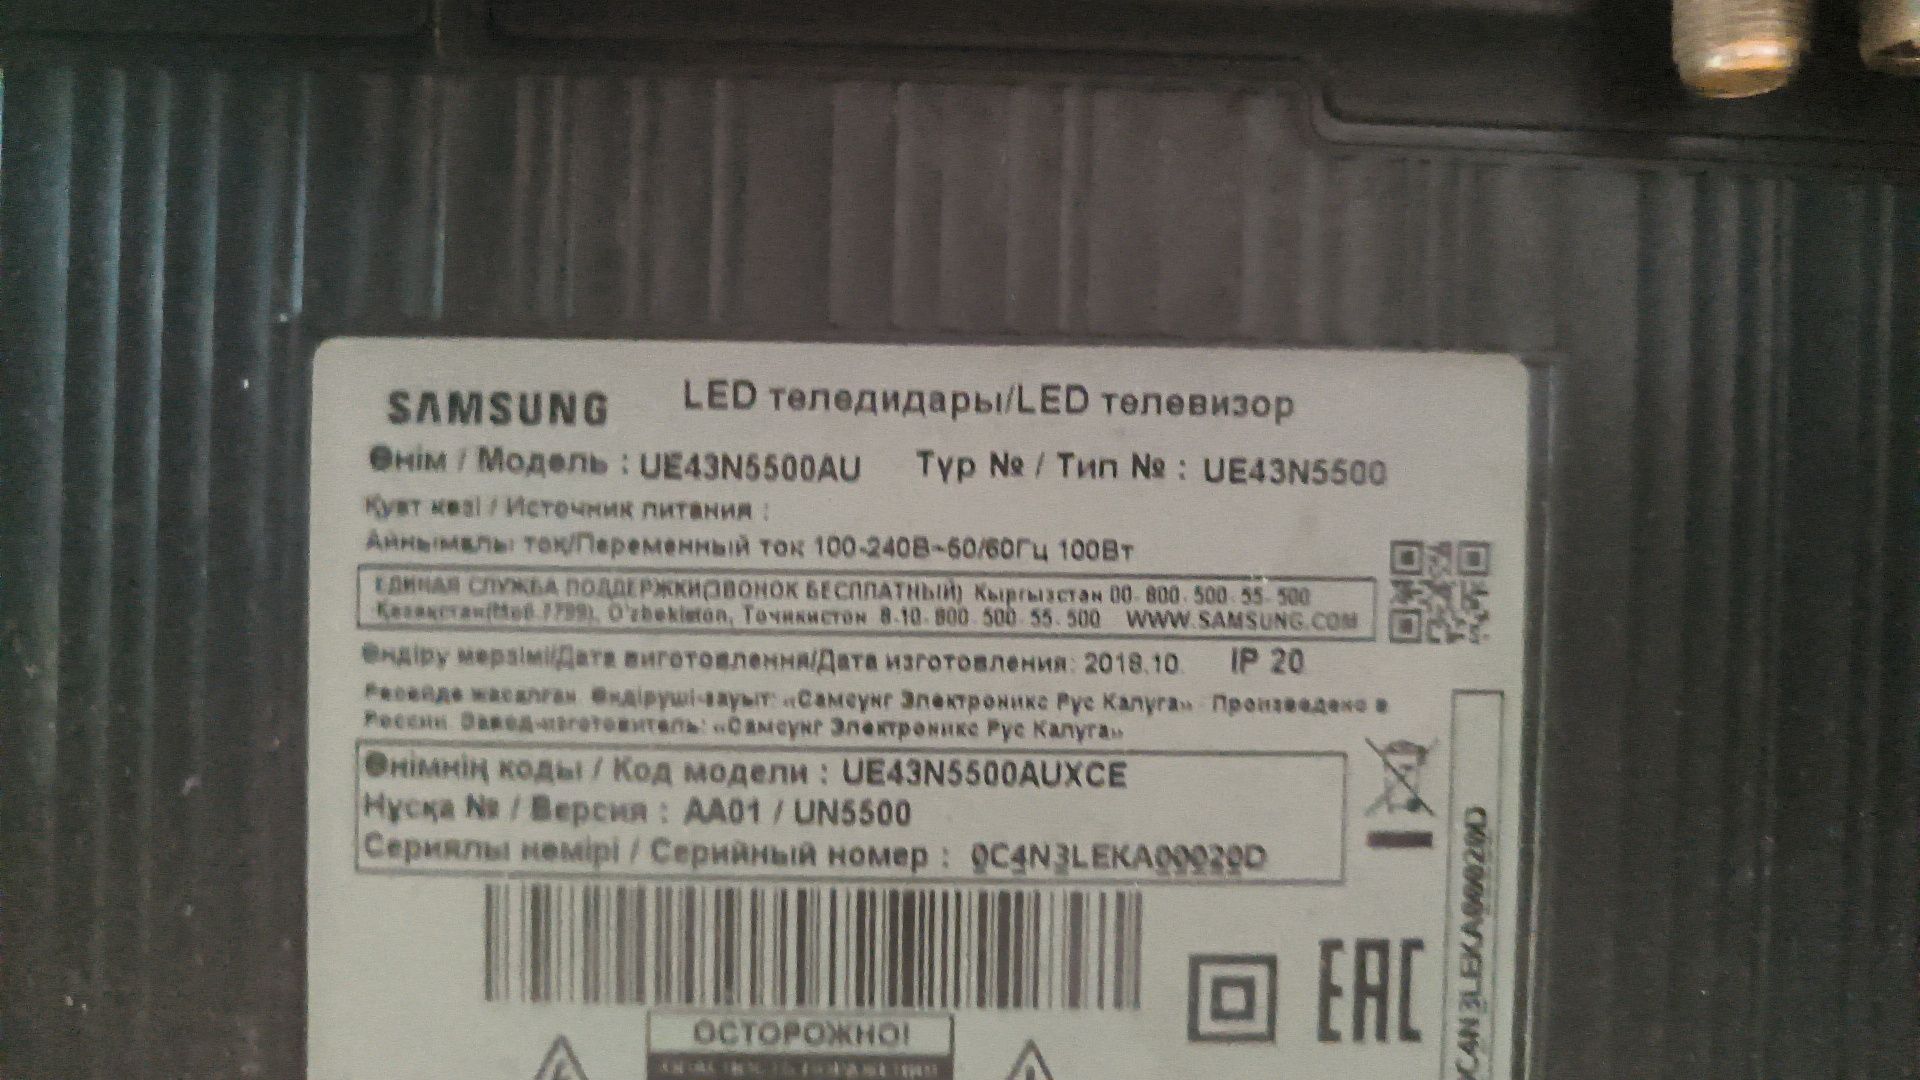 SAMSUNG LED теледидары/LED телевизор
Өнім / Модель : UE43N5500AU Түр № / Тип № : UE43N5500
Қуат көзі / Источник питания :
Айнымалы ток/Переменный ток 100-240В~50/60Гц 100Вт
ЕДИНАЯ СЛУЖБА ПОДДЕРЖКИ(ЗВОНОК БЕСПЛАТНЫЙ) Кыргызстан 00-800-500-55-500
Қазақстан(Моб.7799), O'zbekiston, Точикистон 8-10-800-500-55-500 WWW.SAMSUNG.COM
Өндіру мерзімі/Дата виготовлення/Дата изготовления: 2018.10. IP 20
Ресейде жасалған. Өндіруші-зауыт: «Самсунг Электроникс Рус Калуга» Произведено в
России. Завод-изготовитель: «Самсунг Электроникс Рус Калуга»
Өнімнің коды / Код модели : UE43N5500AUXCE
Нұсқа № / Версия : AA01 / UN5500
Сериялы нөмірі / Серийный номер : 0C4N3LEKA00020D
EAC
ОСТОРОЖНО!